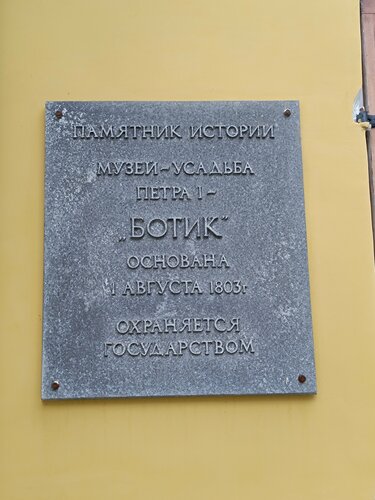 ПАМЯТНИК ИСТОРИИ
МУЗЕЙ-УСАДЬБА
ПЕТРА I-
„БОТИК"
ОСНОВАНА
1 АВГУСТА 1803г
ОХРАНЯЕТСЯ
ГОСУДАРСТВОМ